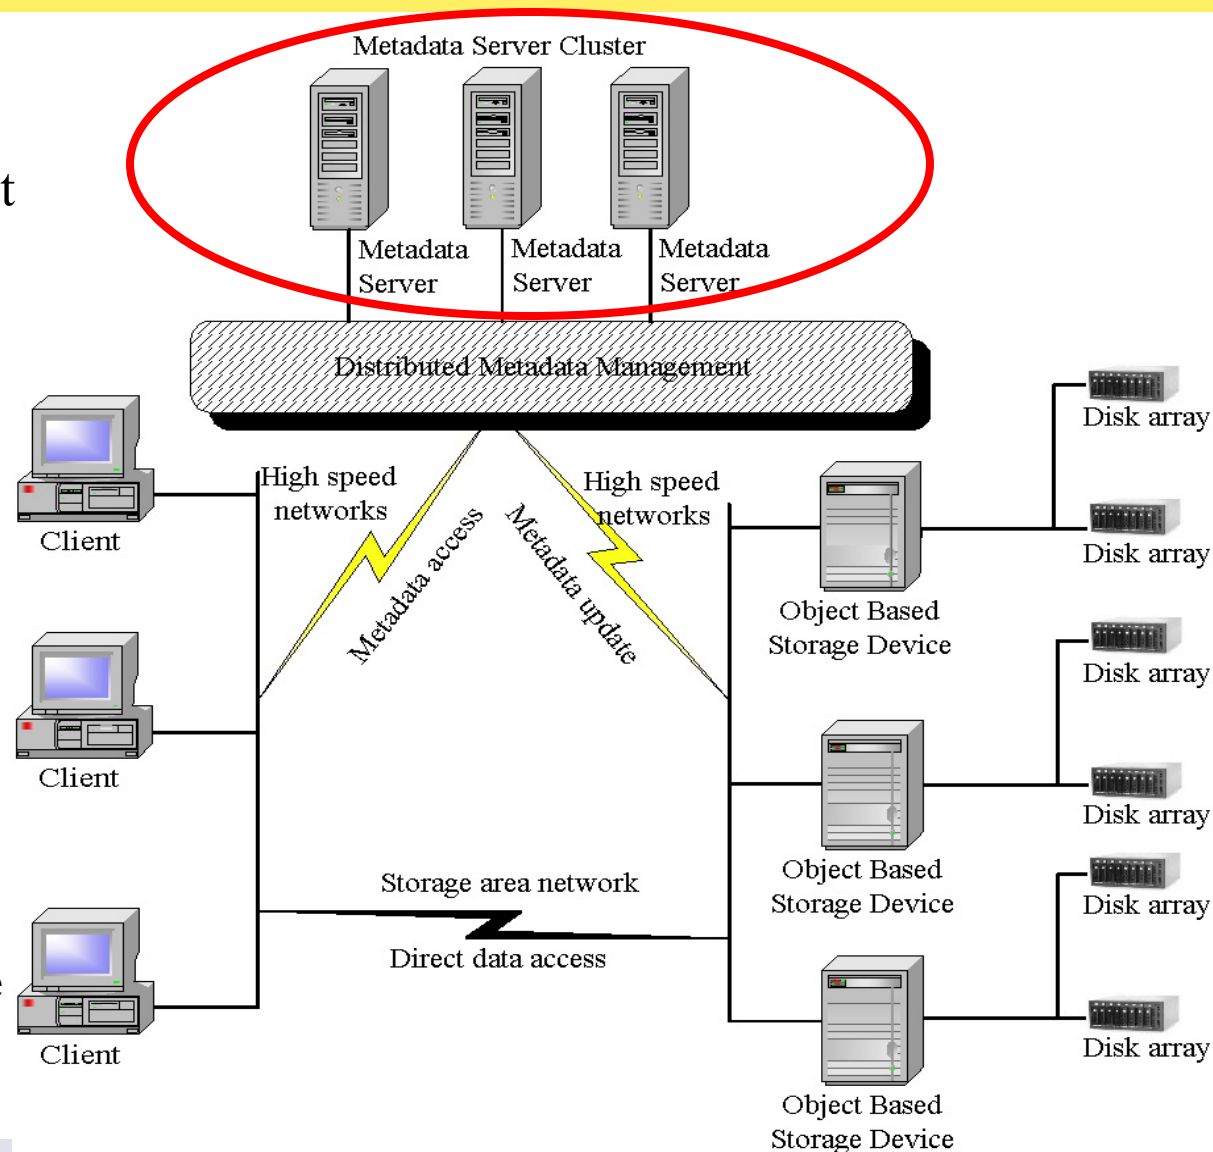 Metadata Server Cluster
t
Metadata
Server
Metadata
Server
Metadata
Server
Distributed Metadata Management
High speed
networks
Metadata access
Metadata update
High speed
networks
Client
Client
Client
Object Based
Storage Device
Object Based
Storage Device
Object Based
Storage Device
Disk array
Disk array
Disk array
Disk array
Disk array
Disk array
Storage area network
Direct data access
e